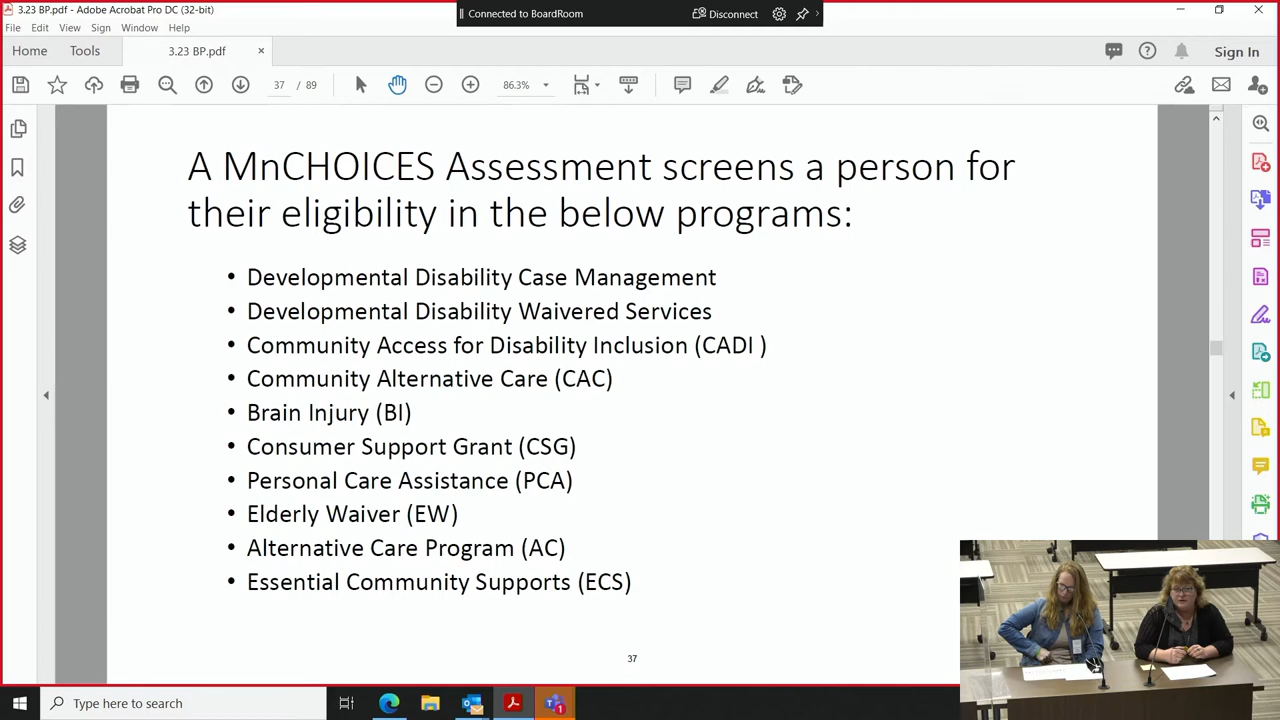 3.23 BP.pdf - Adobe Acrobat Pro DC (32-bit)
Connected to BoardRoom
Disconnect
File Edit View Sign Window Help
Home Tools 3.23 BP.pdf ×
Sign In
37 / 89
86.3%
A MnCHOICES Assessment screens a person for
their eligibility in the below programs:
• Developmental Disability Case Management
• Developmental Disability Waivered Services
• Community Access for Disability Inclusion (CADI )
• Community Alternative Care (CAC)
• Brain Injury (BI)
• Consumer Support Grant (CSG)
• Personal Care Assistance (PCA)
• Elderly Waiver (EW)
• Alternative Care Program (AC)
• Essential Community Supports (ECS)
37
Type here to search